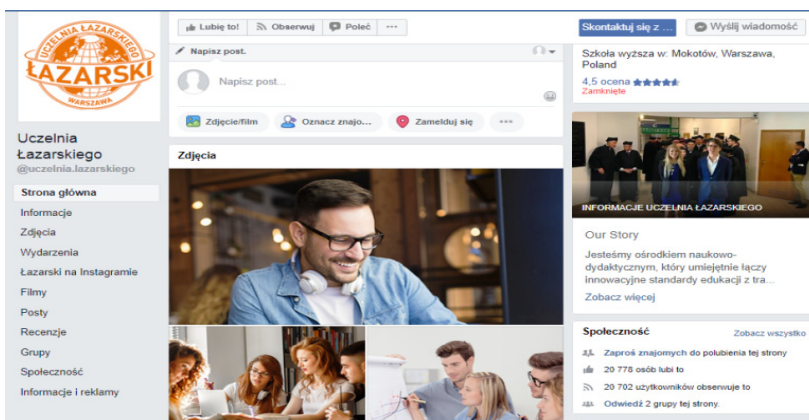 UCZELNIA ŁAZARSKIEGO
ŁAZARSKI
WARSZAWA
Uczelnia
Łazarskiego
@uczelnia.lazarskiego
Strona główna
Informacje
Zdjęcia
Wydarzenia
Łazarski na Instagramie
Filmy
Posty
Recenzje
Grupy
Społeczność
Informacje i reklamy
Lubię to!
Obserwuj
Poleć
Napisz post.
Napisz post...
Zdjęcie/film
Oznacz znajo...
Zamelduj się
Zdjęcia
Skontaktuj się z ...
Wyślij wiadomość
Szkoła wyższa w: Mokotów, Warszawa,
Poland
4,5 ocena
Zamknięte
INFORMACJE UCZELNIA ŁAZARSKIEGO
Our Story
Jesteśmy ośrodkiem naukowo-
dydaktycznym, który umiejętnie łączy
innowacyjne standardy edukacji z tra...
Zobacz więcej
Społeczność
Zobacz wszystko
Zaproś znajomych do polubienia tej strony
20 778 osób lubi to
20 702 użytkowników obserwuje to
Odwiedź 2 grupy tej strony.